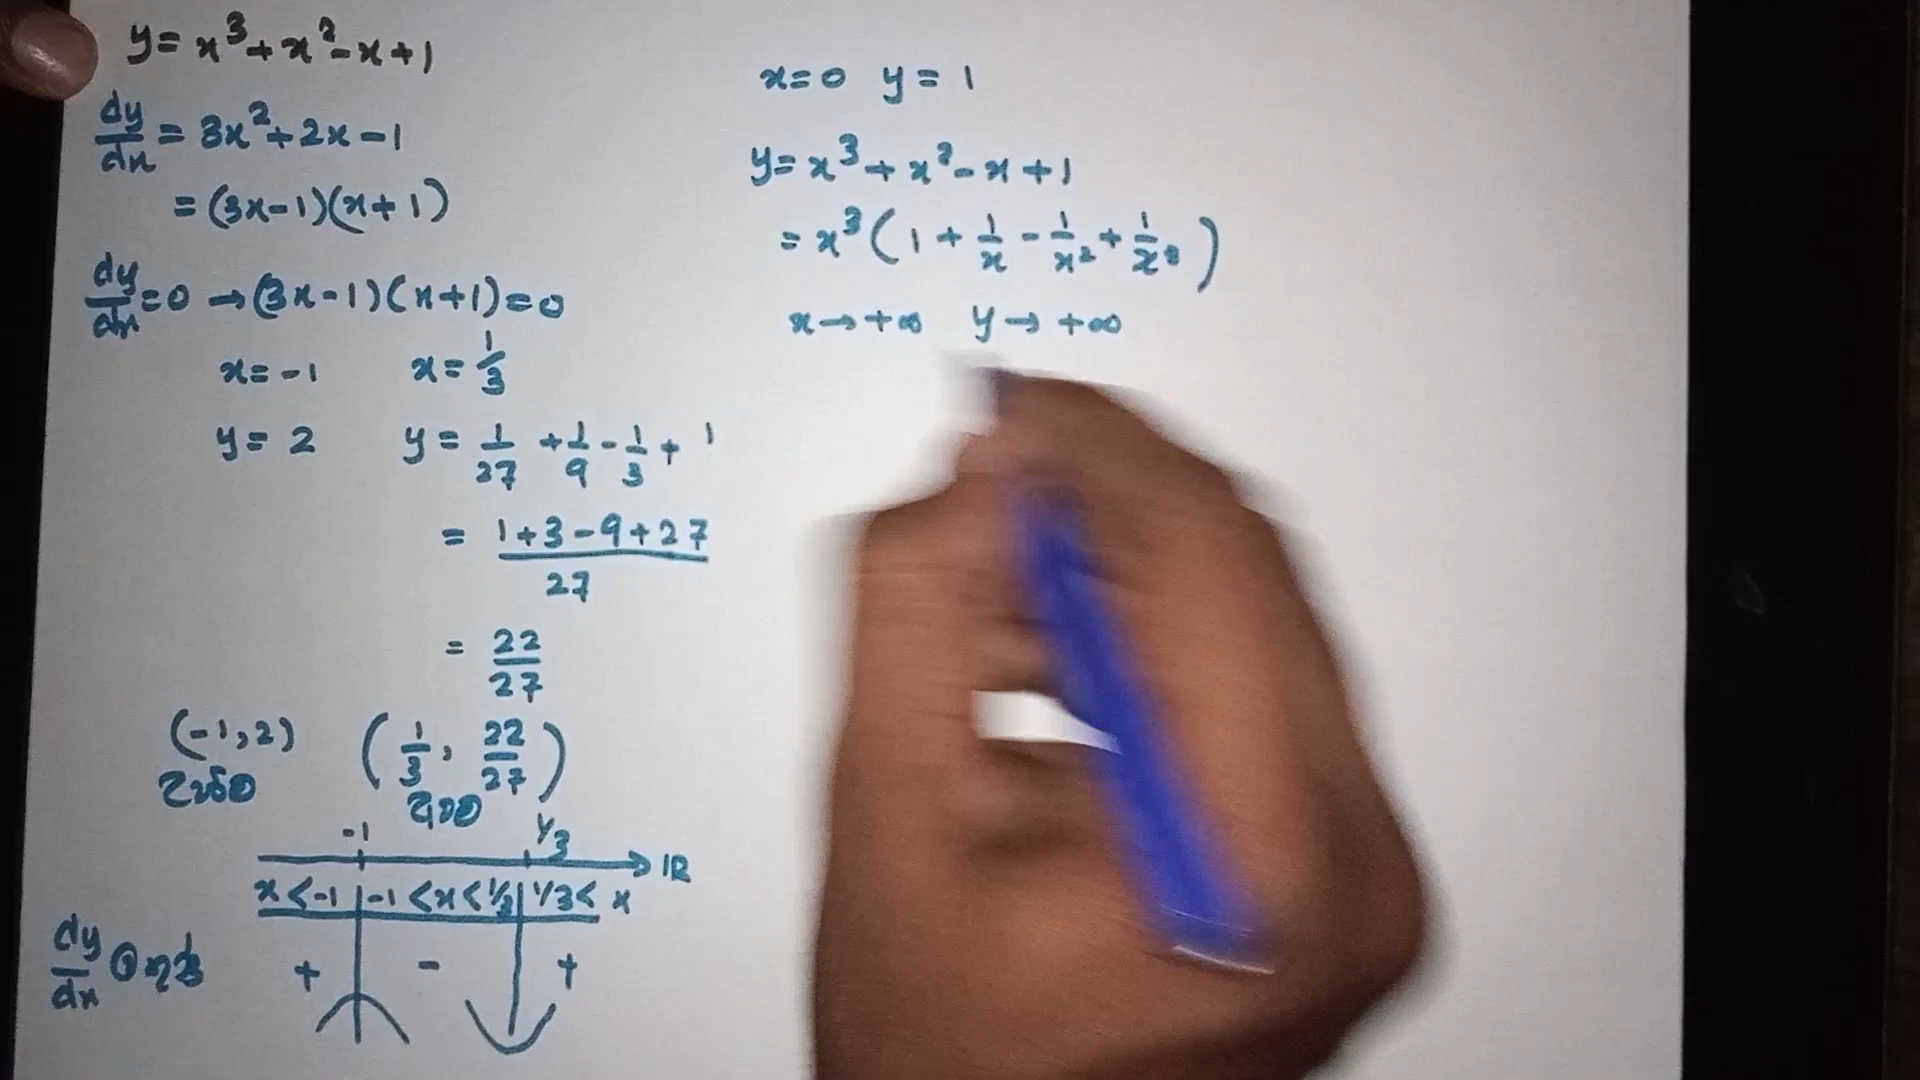 y = x³ + x² - x + 1
dy/dx = 3x² + 2x - 1
= (3x - 1)(x + 1)
dy/dx = 0 → (3x - 1)(x + 1) = 0
x = -1 x = 1/3
y = 2 y = 1/27 + 1/9 - 1/3 + 1
= (1 + 3 - 9 + 27)/27
= 22/27
(-1, 2) (1/3, 22/27)
-1 1/3
→ IR
x < -1 -1 < x < 1/3 1/3 < x
dy/dx
+ - +
x = 0 y = 1
y = x³ + x² - x + 1
= x³(1 + 1/x - 1/x² + 1/x³)
x → +∞ y → +∞